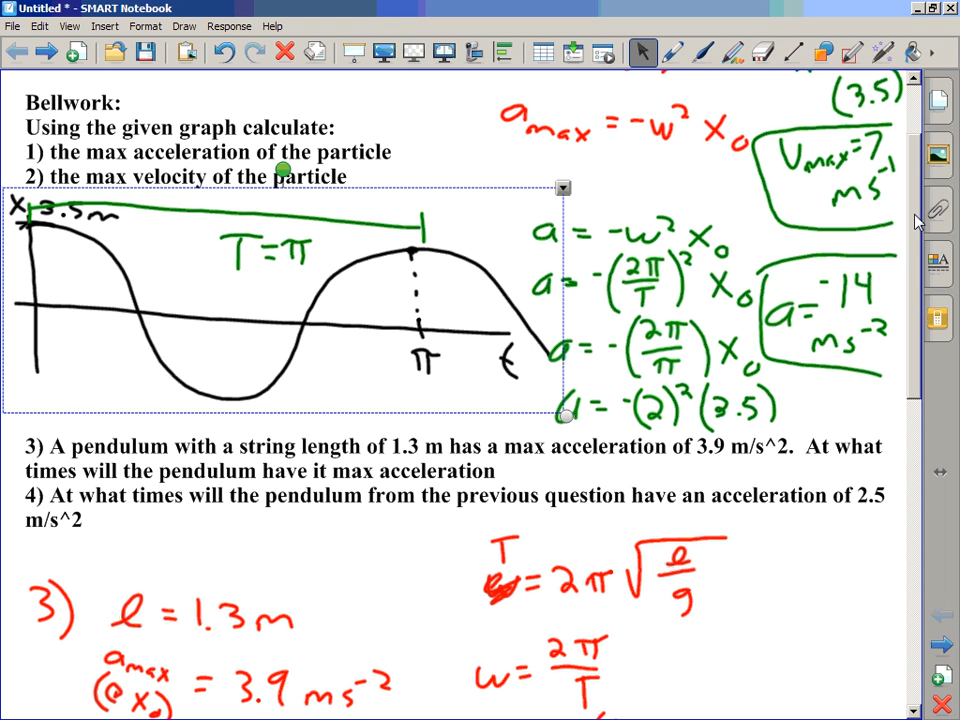 Untitled * - SMART Notebook
File Edit View Insert Format Draw Response Help
Bellwork:
Using the given graph calculate:
1) the max acceleration of the particle
2) the max velocity of the particle
x 3.5m
T=π
π t
(3.5)
a max = -w² x₀
Vmax=7
ms⁻¹
a = -w² x₀
a = -(2π/T)² x₀
a = -(2π/π) x₀
a = -(2)² (3.5)
a = -14
ms⁻²
3) A pendulum with a string length of 1.3 m has a max acceleration of 3.9 m/s^2. At what
times will the pendulum have it max acceleration
4) At what times will the pendulum from the previous question have an acceleration of 2.5
m/s^2
T = 2π √(l/g)
3) l = 1.3 m
w = 2π/T
a max (@ x₀) = 3.9 ms⁻²